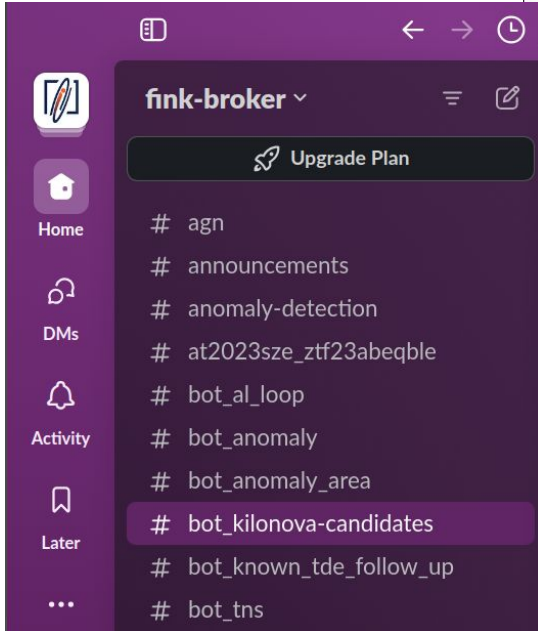 fink-broker
Upgrade Plan
Home
DMs
Activity
Later
# agn
# announcements
# anomaly-detection
# at2023sze_ztf23abeqble
# bot_al_loop
# bot_anomaly
# bot_anomaly_area
# bot_kilonova-candidates
# bot_known_tde_follow_up
# bot_tns